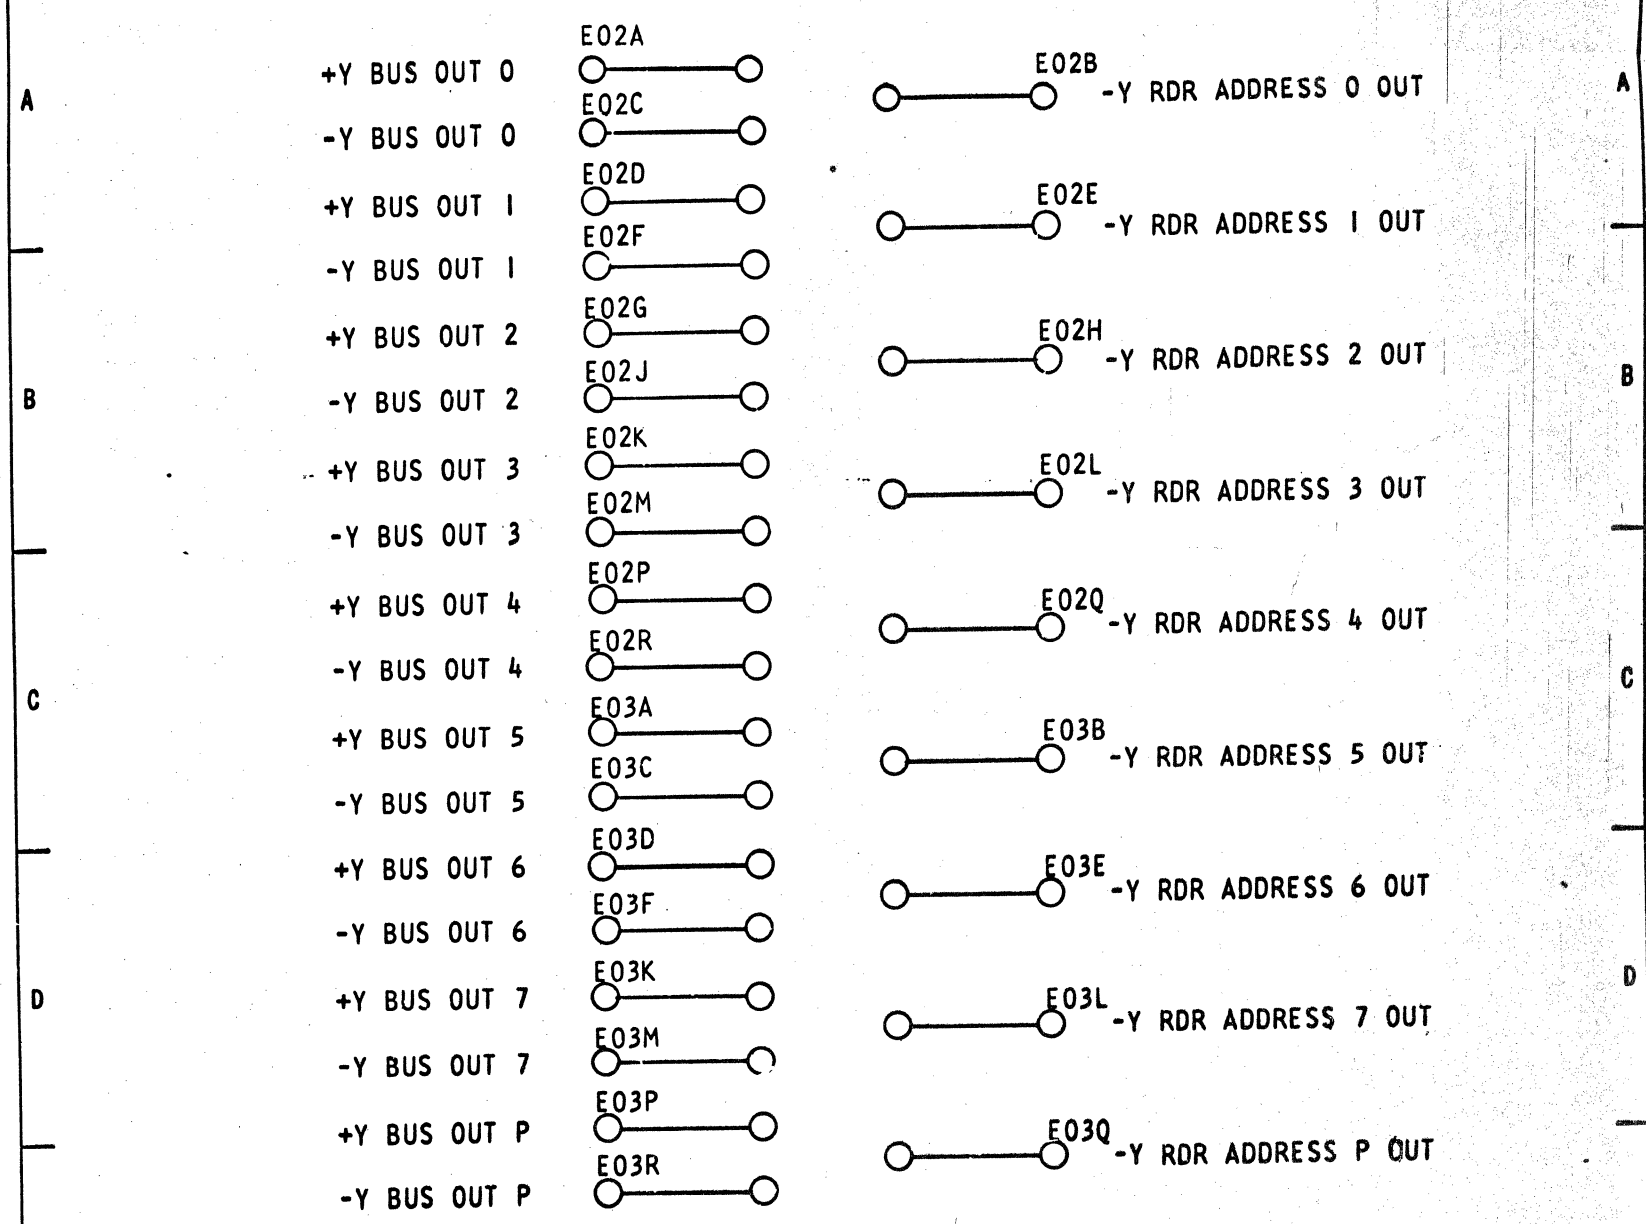 E02A
+Y BUS OUT 0
E02B
-Y RDR ADDRESS 0 OUT
A
A
E02C
-Y BUS OUT 0
E02D
+Y BUS OUT 1
E02E
-Y RDR ADDRESS 1 OUT
E02F
-Y BUS OUT 1
E02G
+Y BUS OUT 2
E02H
-Y RDR ADDRESS 2 OUT
E02J
B
-Y BUS OUT 2
B
E02K
+Y BUS OUT 3
E02L
-Y RDR ADDRESS 3 OUT
E02M
-Y BUS OUT 3
E02P
+Y BUS OUT 4
E02Q
-Y RDR ADDRESS 4 OUT
E02R
-Y BUS OUT 4
C
C
E03A
+Y BUS OUT 5
E03B
-Y RDR ADDRESS 5 OUT
E03C
-Y BUS OUT 5
E03D
+Y BUS OUT 6
E03E
-Y RDR ADDRESS 6 OUT
E03F
-Y BUS OUT 6
E03K
D
+Y BUS OUT 7
D
E03L
-Y RDR ADDRESS 7 OUT
E03M
-Y BUS OUT 7
E03P
+Y BUS OUT P
E03Q
-Y RDR ADDRESS P OUT
E03R
-Y BUS OUT P